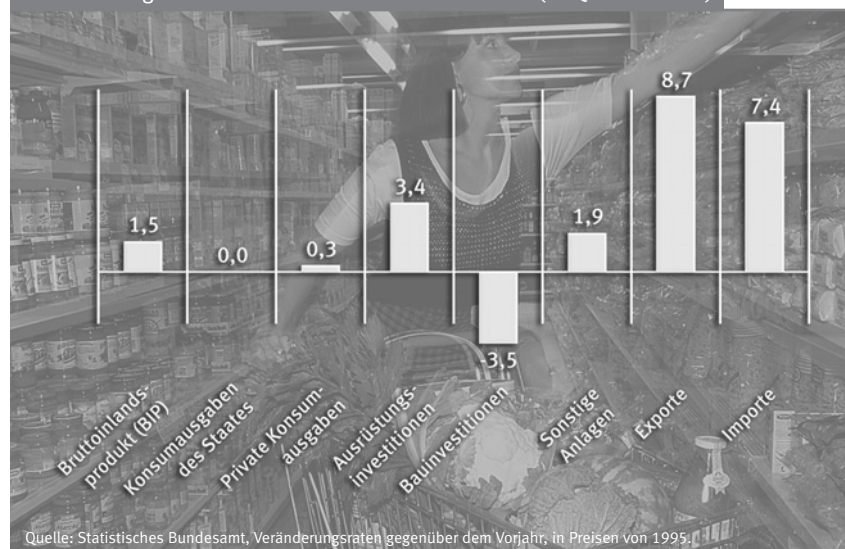 8,7
7,4
3,4
1,5
1,9
0,3
0,0
-3,5
Bruttoinlands-
produkt (BIP)
Konsumausgaben
des Staates
Private Konsum-
ausgaben
Ausrüstungs-
investitionen
Bauinvestitionen
Sonstige
Anlagen
Exporte
Importe
Quelle: Statistisches Bundesamt, Veränderungsraten gegenüber dem Vorjahr, in Preisen von 1995.